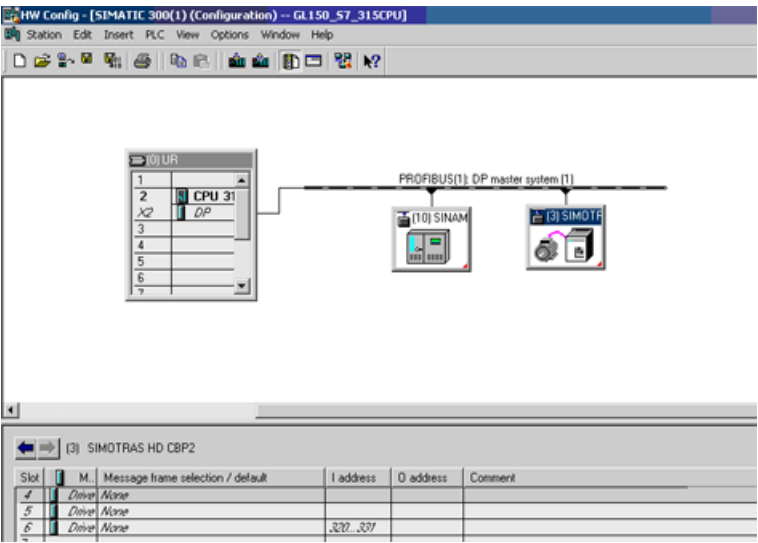 HW Config - [SIMATIC 300(1) (Configuration) -- GL150_S7_315CPU]
Station Edit Insert PLC View Options Window Help
(0) UR
1
2 CPU 31
X2 DP
3
4
5
6
7
PROFIBUS(1): DP master system (1)
(10) SINAM
(3) SIMOTR
(3) SIMOTRAS HD CBP2
Slot M... Message frame selection / default I address O address Comment
4 Drive None
5 Drive None
6 Drive None 320...331
7